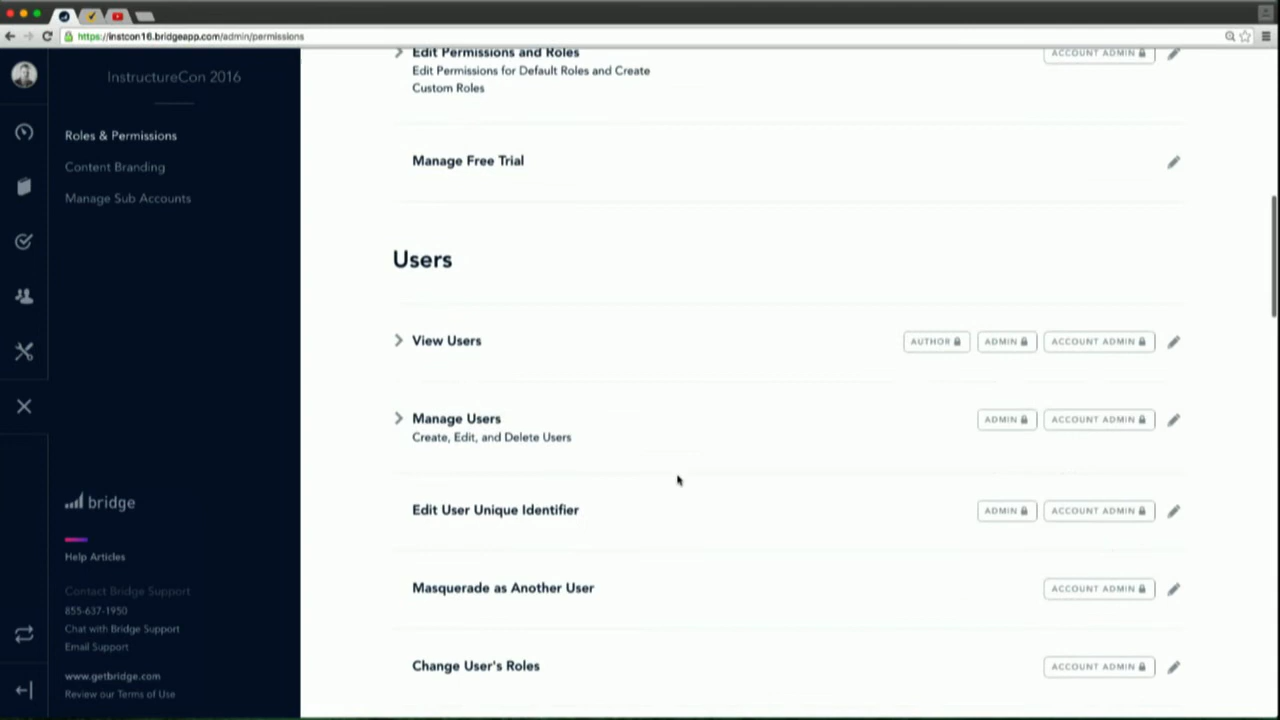 https://instcon16.bridgeapp.com/admin/permissions
InstructureCon 2016
Roles & Permissions
Content Branding
Manage Sub Accounts
bridge
Help Articles
Contact Bridge Support
855-637-1950
Chat with Bridge Support
Email Support
www.getbridge.com
Review our Terms of Use
Edit Permissions and Roles
ACCOUNT ADMIN
Edit Permissions for Default Roles and Create
Custom Roles
Manage Free Trial
Users
View Users
AUTHOR ADMIN ACCOUNT ADMIN
Manage Users
ADMIN ACCOUNT ADMIN
Create, Edit, and Delete Users
Edit User Unique Identifier
ADMIN ACCOUNT ADMIN
Masquerade as Another User
ACCOUNT ADMIN
Change User's Roles
ACCOUNT ADMIN